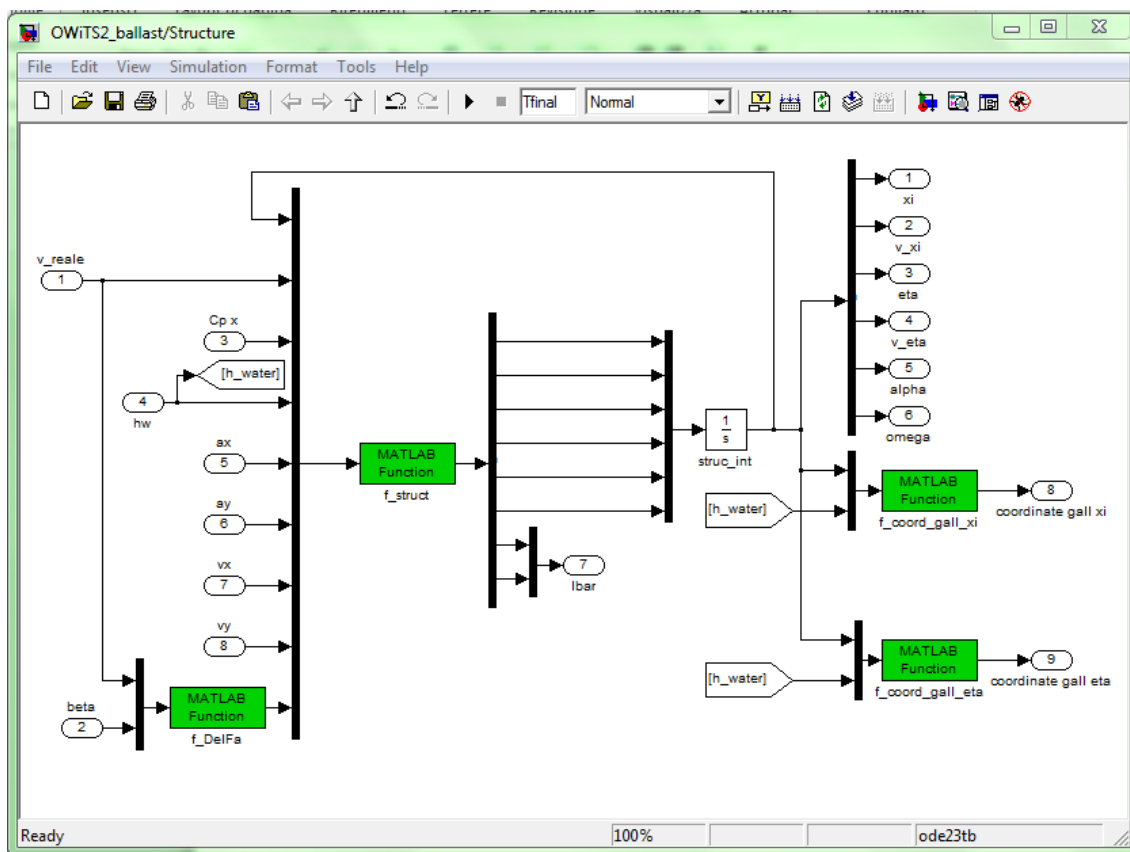 OWiTS2_ballast/Structure
File Edit View Simulation Format Tools Help
Tfinal Normal
v_reale
1
Cp x
3
[h_water]
4
hw
ax
5
ay
6
vx
7
vy
8
beta
2
MATLAB
Function
f_DelFa
MATLAB
Function
f_struct
7
lbar
1
s
struc_int
[h_water]
[h_water]
1
xi
2
v_xi
3
eta
4
v_eta
5
alpha
6
omega
MATLAB
Function
f_coord_gall_xi
8
coordinate gall xi
MATLAB
Function
f_coord_gall_eta
9
coordinate gall eta
Ready 100% ode23tb